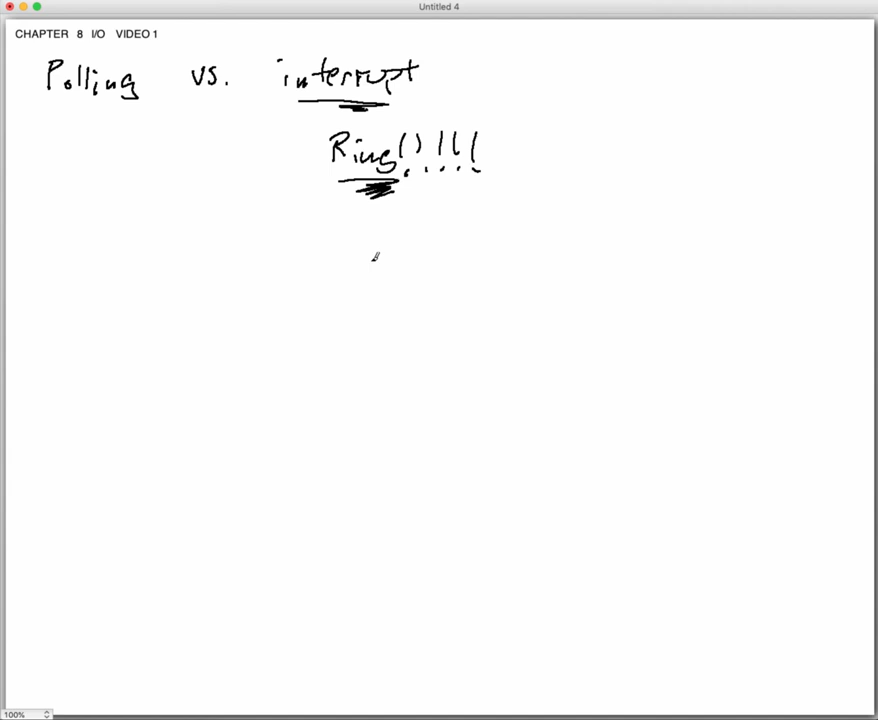 Untitled 4
CHAPTER 8 I/O VIDEO 1
Polling vs. interrupt
Ring!!!!!
100%